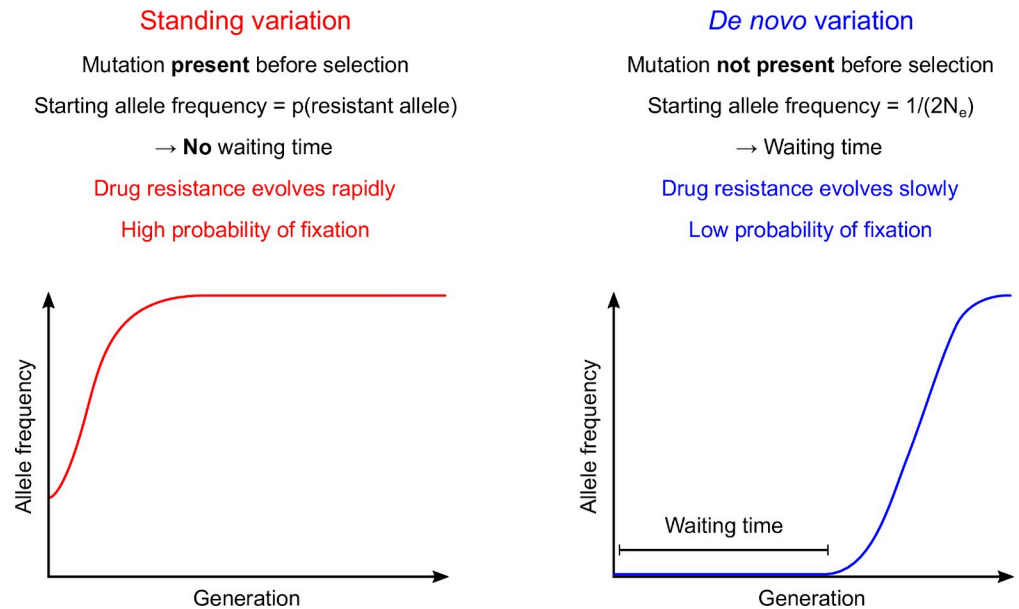 Standing variation
Mutation present before selection
Starting allele frequency = p(resistant allele)
→ No waiting time
Drug resistance evolves rapidly
High probability of fixation
Allele frequency
Generation
De novo variation
Mutation not present before selection
Starting allele frequency = 1/(2Nₑ)
→ Waiting time
Drug resistance evolves slowly
Low probability of fixation
Allele frequency
Waiting time
Generation